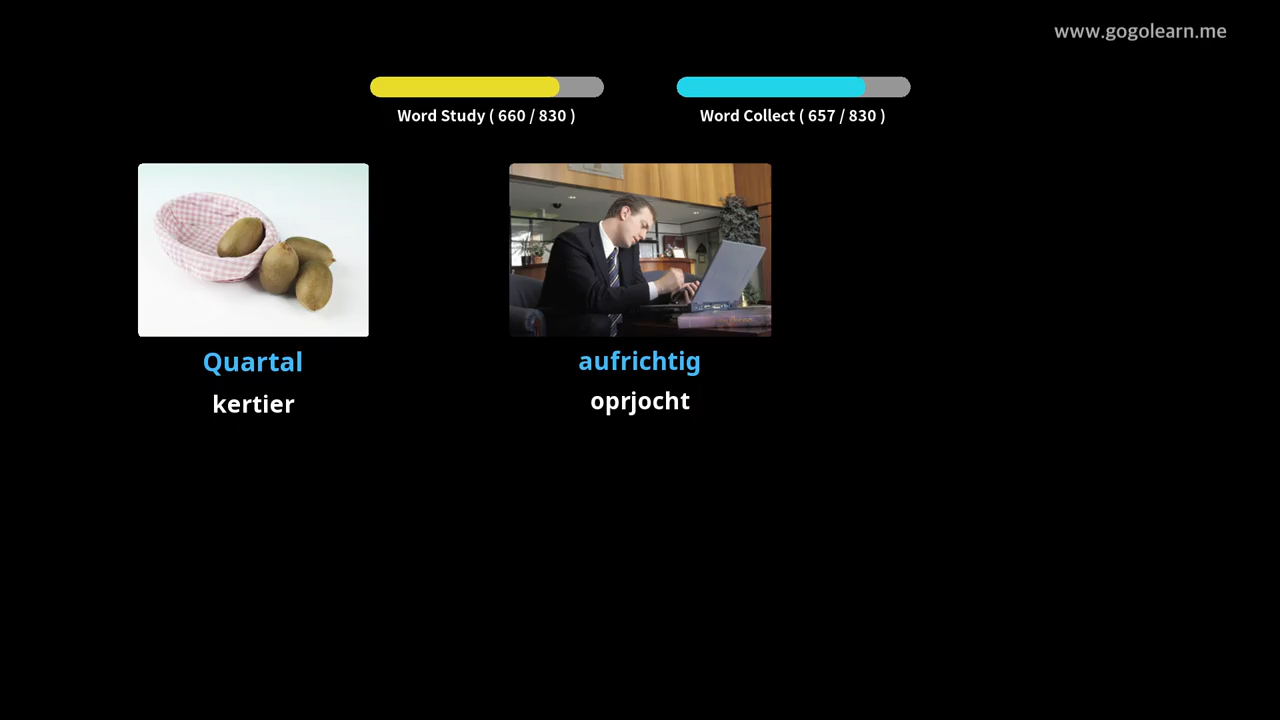 www.gogolearn.me
Word Study ( 660 / 830 )
Word Collect ( 657 / 830 )
Quartal
kertier
aufrichtig
oprjocht